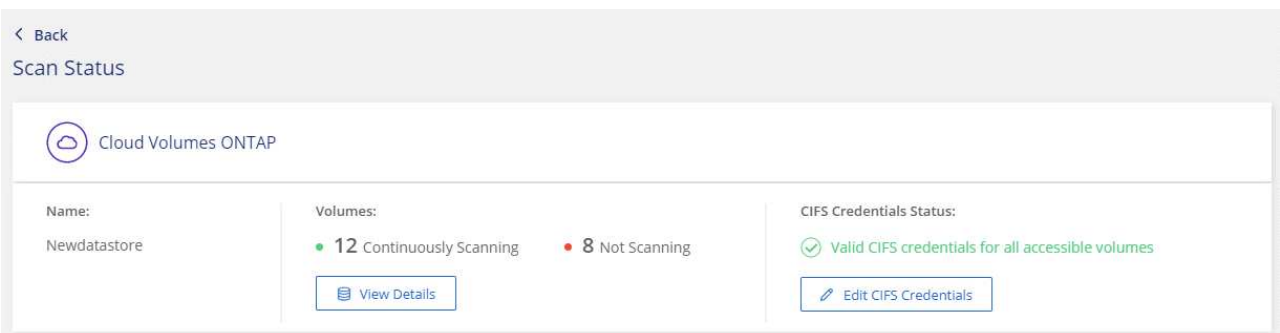 Back
Scan Status
Cloud Volumes ONTAP
Name:
Newdatastore
Volumes:
12 Continuously Scanning
8 Not Scanning
View Details
CIFS Credentials Status:
Valid CIFS credentials for all accessible volumes
Edit CIFS Credentials